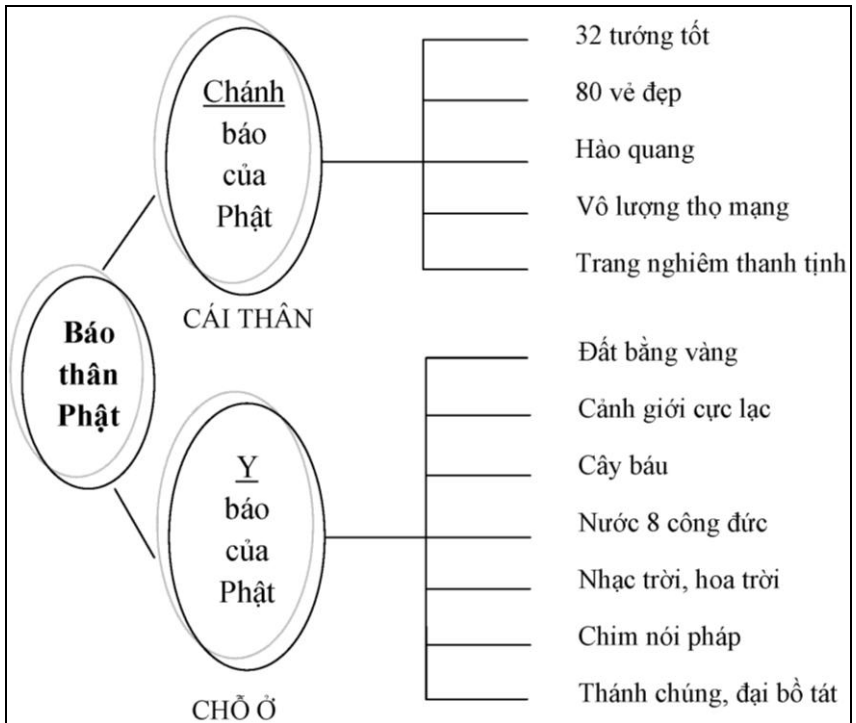 Báo
thân
Phật
Chánh
báo
của
Phật
CÁI THÂN
32 tướng tốt
80 vẻ đẹp
Hào quang
Vô lượng thọ mạng
Trang nghiêm thanh tịnh
Y
báo
của
Phật
CHỖ Ở
Đất bằng vàng
Cảnh giới cực lạc
Cây báu
Nước 8 công đức
Nhạc trời, hoa trời
Chim nói pháp
Thánh chúng, đại bồ tát